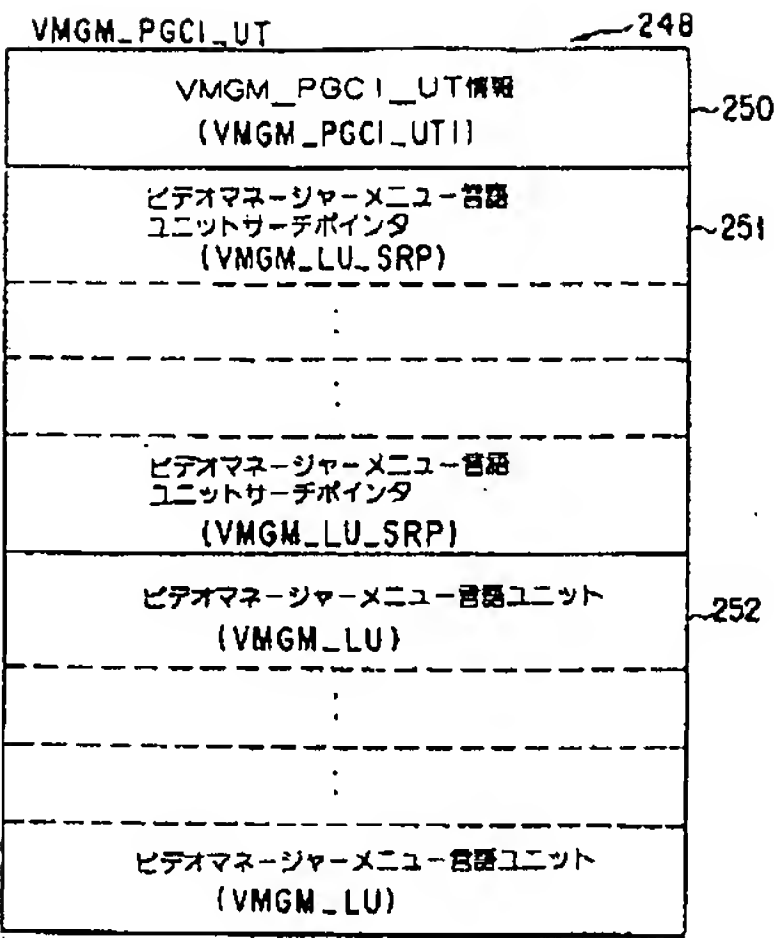 VMGM_PGCI_UT
248
VMGM_PGCI_UT情報
(VMGM_PGCI_UTI)
250
ビデオマネージャーメニュー言語
ユニットサーチポインタ
(VMGM_LU_SRP)
251
ビデオマネージャーメニュー言語
ユニットサーチポインタ
(VMGM_LU_SRP)
ビデオマネージャーメニュー言語ユニット
(VMGM_LU)
252
ビデオマネージャーメニュー言語ユニット
(VMGM_LU)